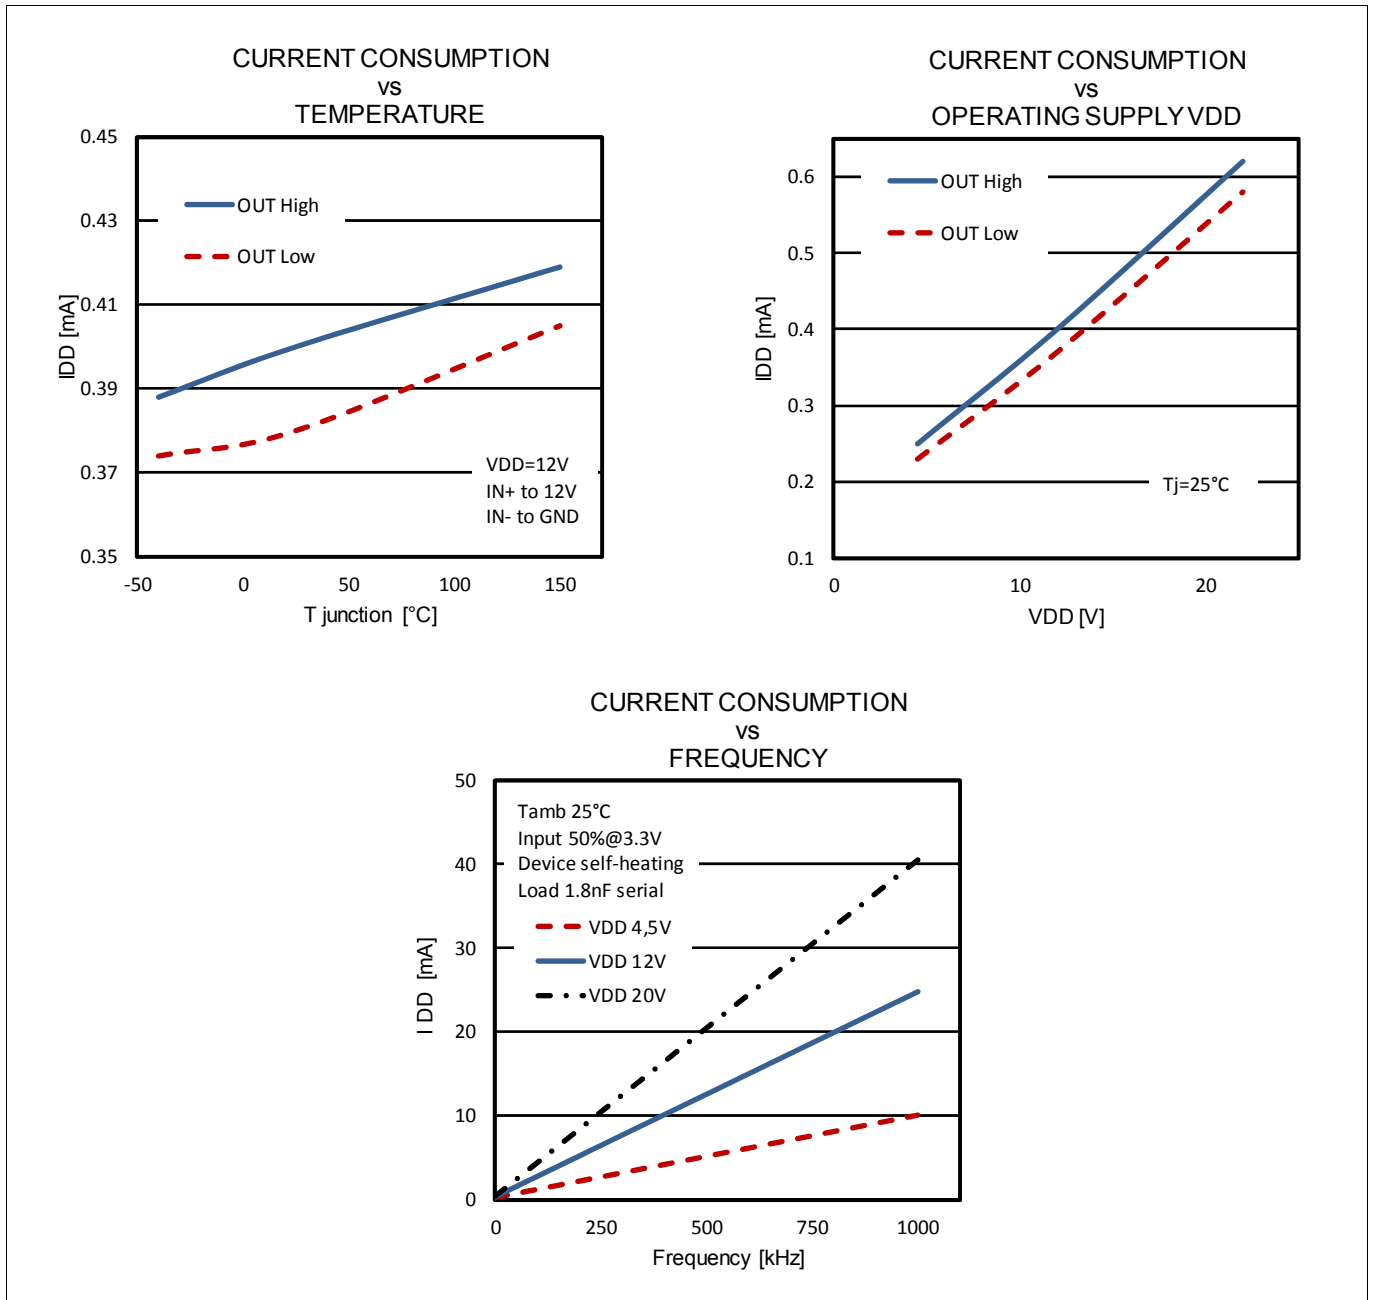 CURRENT CONSUMPTION
vs
TEMPERATURE
0.45
0.43
0.41
0.39
0.37
0.35
IDD [mA]
OUT High
OUT Low
VDD=12V
IN+ to 12V
IN- to GND
-50 0 50 100 150
T junction [°C]
CURRENT CONSUMPTION
vs
OPERATING SUPPLY VDD
0.6
0.5
0.4
0.3
0.2
0.1
IDD [mA]
OUT High
OUT Low
Tj=25°C
0 10 20
VDD [V]
CURRENT CONSUMPTION
vs
FREQUENCY
50
40
30
20
10
0
I DD [mA]
Tamb 25°C
Input 50%@3.3V
Device self-heating
Load 1.8nF serial
VDD 4,5V
VDD 12V
VDD 20V
0 250 500 750 1000
Frequency [kHz]